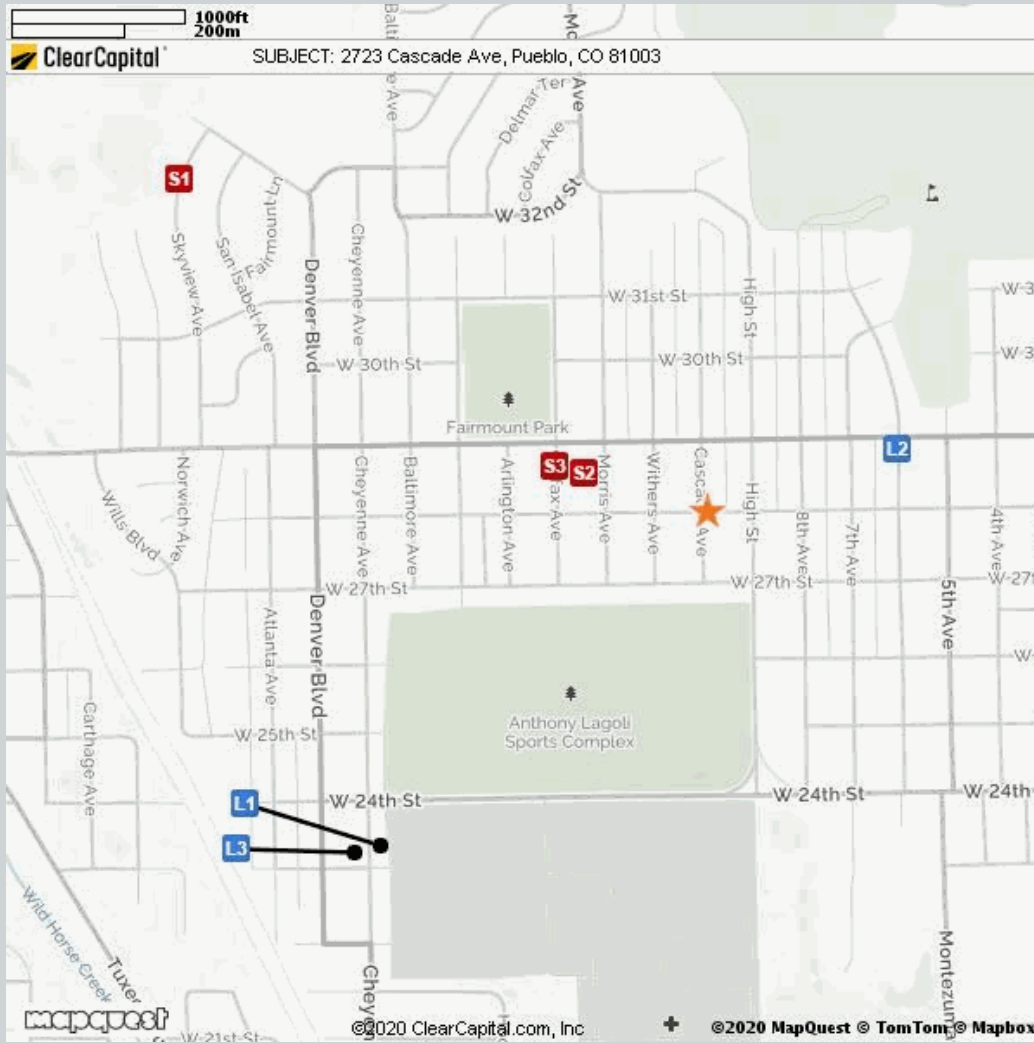 1000ft
200m
ClearCapital
SUBJECT: 2723 Cascade Ave, Pueblo, CO 81003
Delmar Ter
Ave
Colfax Ave
W 32nd St
S1
Fairmount Ln
Skyview Ave
San Isabel Ave
Denver Blvd
Cheyenne Ave
W 31st St
High St
W 30th St
W 30th St
Fairmount Park
L2
S3
S2
Norwich Ave
Wills Blvd
Cheyenne Ave
Baltimore Ave
Arlington Ave
Morris Ave
Withers Ave
High St
8th Ave
7th Ave
4th Ave
W 27th St
W 27th St
W 27
5th Ave
Atlanta Ave
Denver Blvd
Anthony Lagoli
Sports Complex
Carthage Ave
W 25th St
L1
W 24th St
W 24th St
W 24th
L3
Wild Horse Creek
Montezuma
mapquest
W 21st St
©2020 ClearCapital.com, Inc
©2020 MapQuest © TomTom © Mapbox